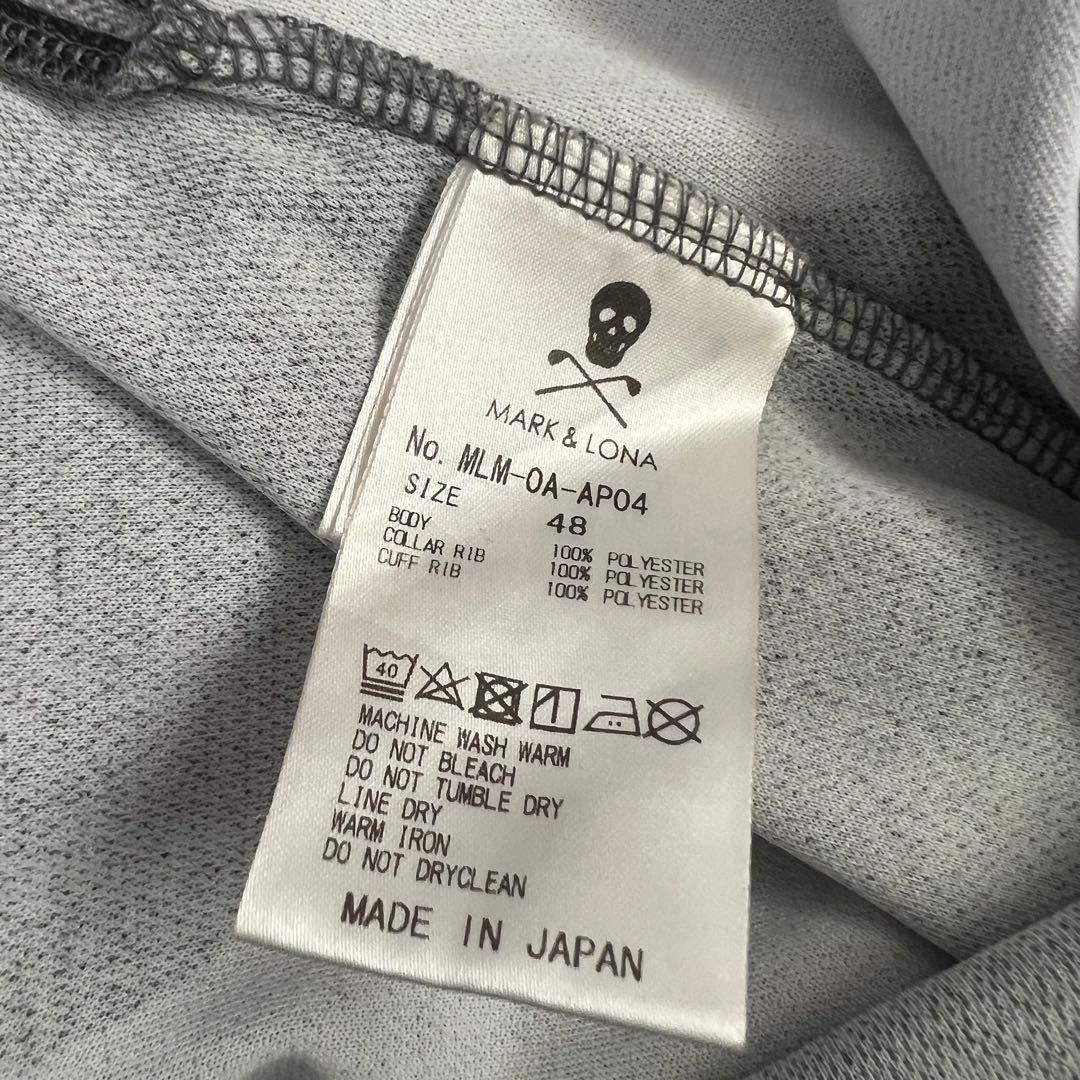 MARK & LONA
No. MLM-0A-AP04
SIZE 48
BODY 100% POLYESTER
COLLAR RIB 100% POLYESTER
CUFF RIB 100% POLYESTER
40
MACHINE WASH WARM
DO NOT BLEACH
DO NOT TUMBLE DRY
LINE DRY
WARM IRON
DO NOT DRYCLEAN
MADE IN JAPAN